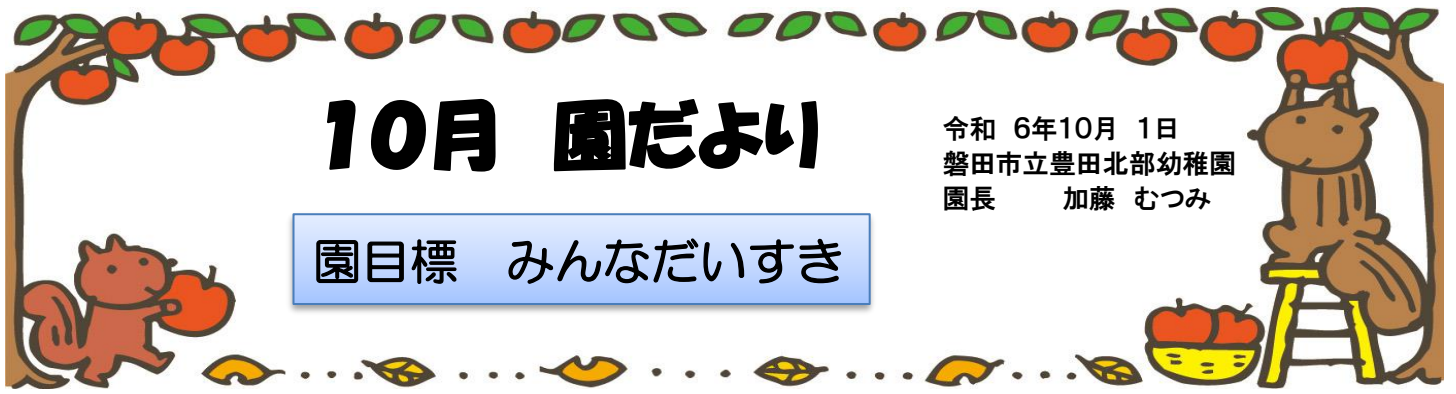 10月 園だより
令和 6年10月 1日
磐田市立豊田北部幼稚園
園長 加藤 むつみ
園目標 みんなだいすき